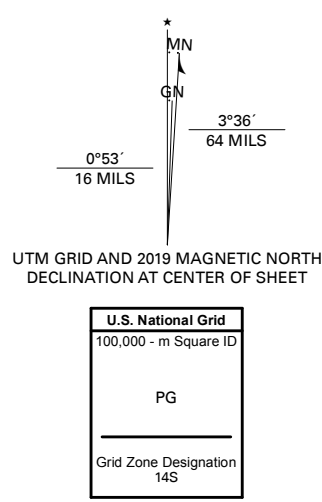 ★
MN
GN
3°36´
64 MILS
0°53´
16 MILS
UTM GRID AND 2019 MAGNETIC NORTH
DECLINATION AT CENTER OF SHEET
U.S. National Grid
100,000 - m Square ID
PG
Grid Zone Designation
14S